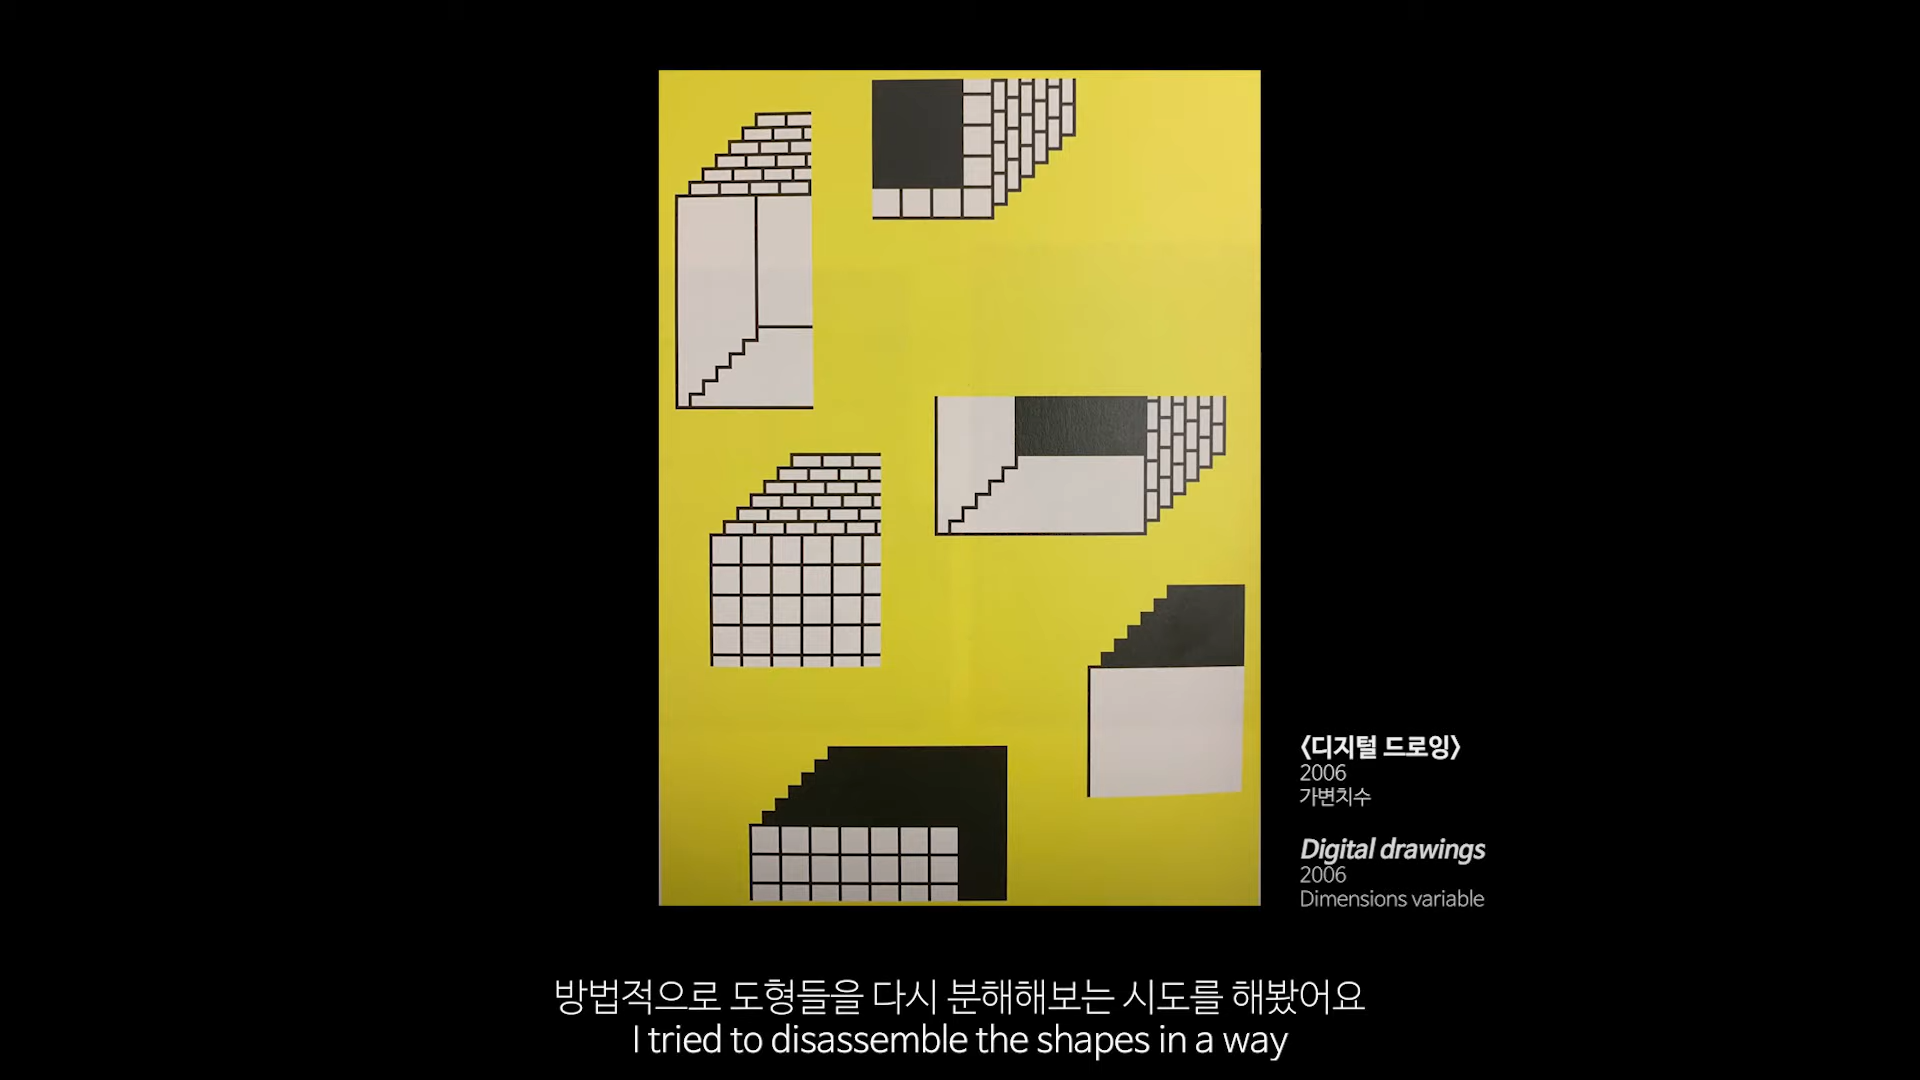 〈디지털 드로잉〉
2006
가변치수
Digital drawings
2006
Dimensions variable
방법적으로 도형들을 다시 분해해보는 시도를 해봤어요
I tried to disassemble the shapes in a way